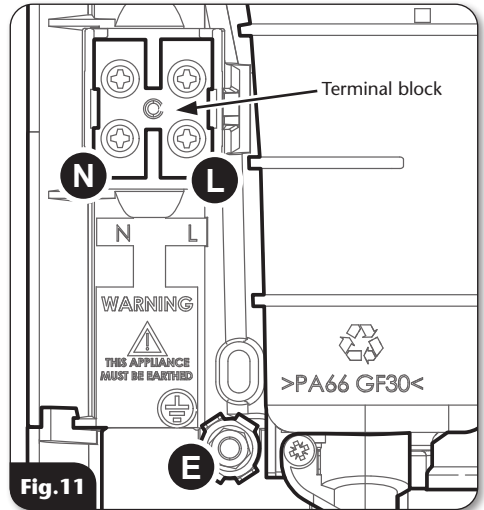 Terminal block
N L
N L
WARNING
THIS APPLIANCE
MUST BE EARTHED
>PA66 GF30<
E
Fig.11